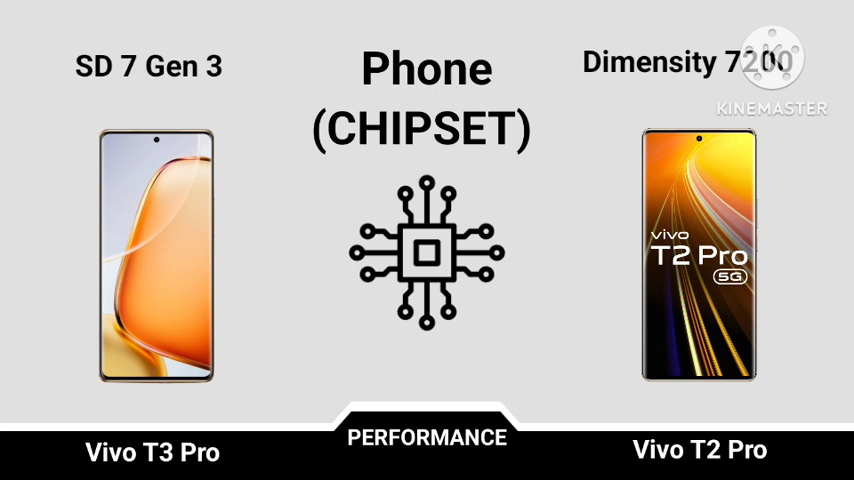 SD 7 Gen 3
Phone
(CHIPSET)
Dimensity 7200
KINEMASTER
vivo
T2 Pro
5G
PERFORMANCE
Vivo T3 Pro
Vivo T2 Pro